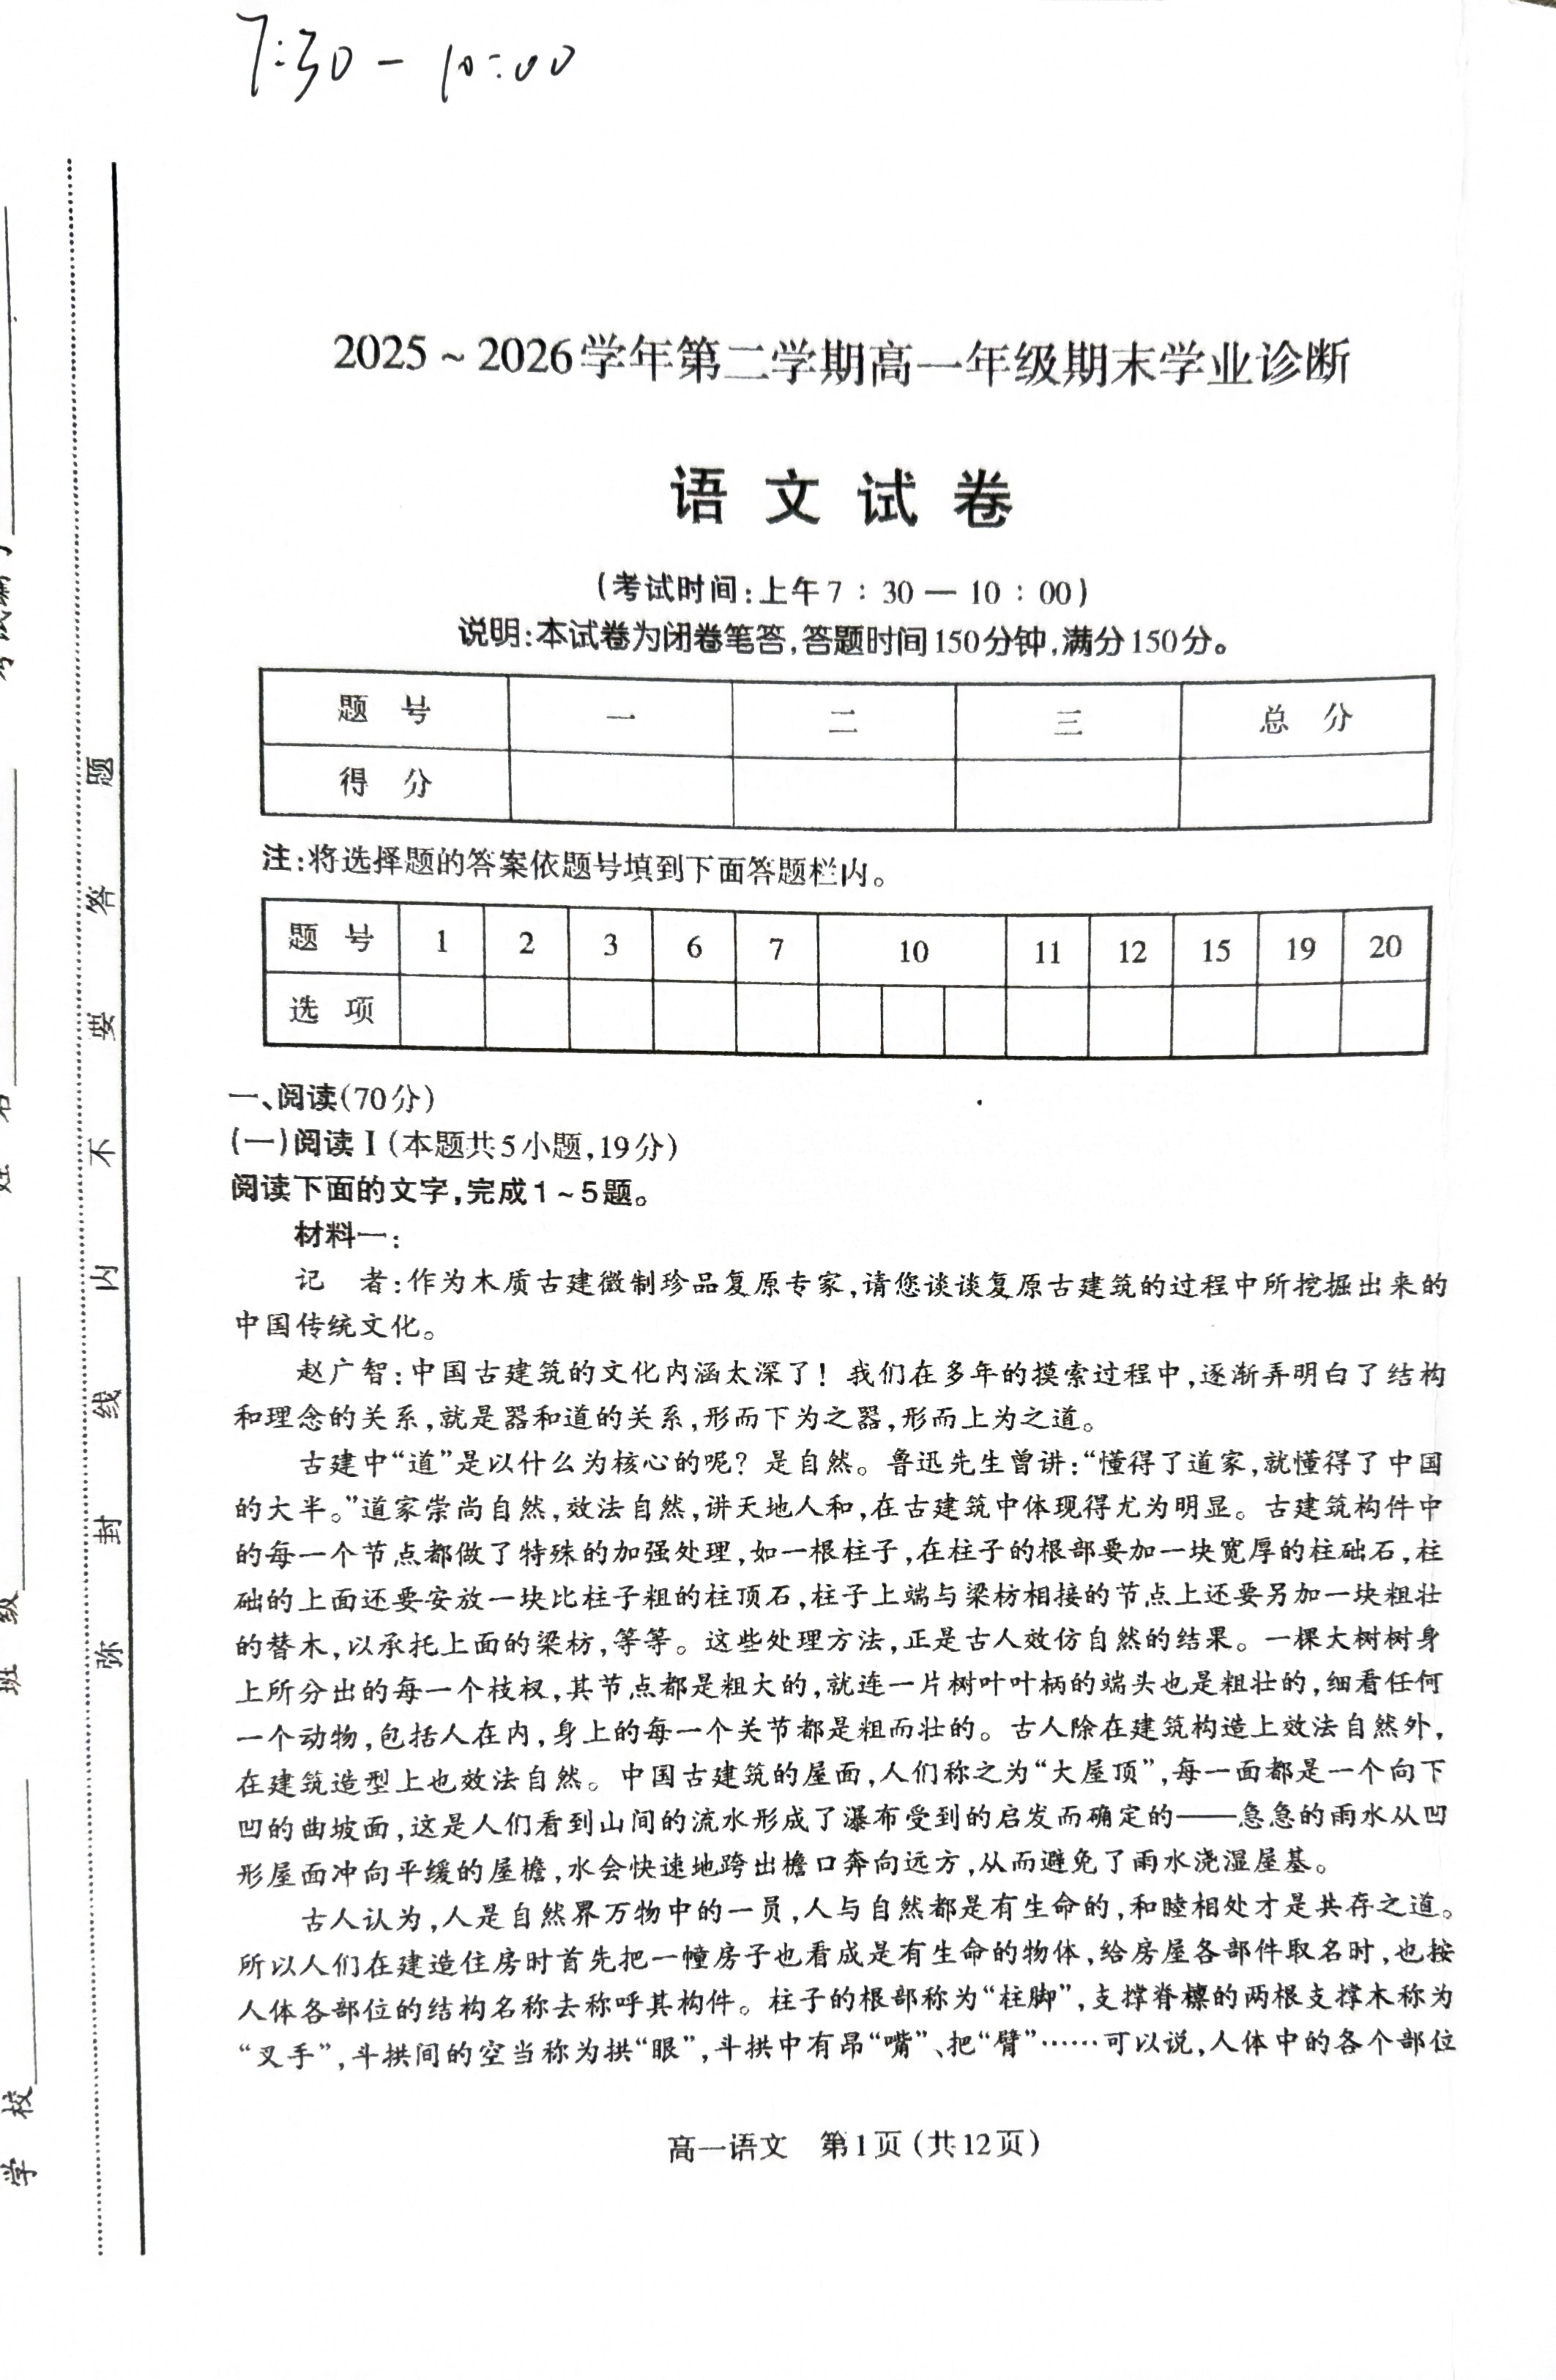 7:30 - 10:00
2025~2026学年第二学期高一年级期末学业诊断
语文试卷
(考试时间:上午7:30—10:00)
说明:本试卷为闭卷笔答,答题时间150分钟,满分150分。
题号 一 二 三 总分
得分
注:将选择题的答案依题号填到下面答题栏内。
题号 1 2 3 6 7 10 11 12 15 19 20
选项
一、阅读(70分)
(一)阅读Ⅰ(本题共5小题,19分)
阅读下面的文字,完成1~5题。
材料一:
记 者:作为木质古建微制珍品复原专家,请您谈谈复原古建筑的过程中所挖掘出来的
中国传统文化。
赵广智:中国古建筑的文化内涵太深了!我们在多年的摸索过程中,逐渐弄明白了结构
和理念的关系,就是器和道的关系,形而下为之器,形而上为之道。
古建中“道”是以什么为核心的呢?是自然。鲁迅先生曾讲:“懂得了道家,就懂得了中国
的大半。”道家崇尚自然,效法自然,讲天地人和,在古建筑中体现得尤为明显。古建筑构件中
的每一个节点都做了特殊的加强处理,如一根柱子,在柱子的根部要加一块宽厚的柱础石,柱
础的上面还要安放一块比柱子粗的柱顶石,柱子上端与梁枋相接的节点上还要另加一块粗壮
的替木,以承托上面的梁枋,等等。这些处理方法,正是古人效仿自然的结果。一棵大树树身
上所分出的每一个枝杈,其节点都是粗大的,就连一片树叶叶柄的端头也是粗壮的,细看任何
一个动物,包括人在内,身上的每一个关节都是粗而壮的。古人除在建筑构造上效法自然外,
在建筑造型上也效法自然。中国古建筑的屋面,人们称之为“大屋顶”,每一面都是一个向下
凹的曲坡面,这是人们看到山间的流水形成了瀑布受到的启发而确定的——急急的雨水从凹
形屋面冲向平缓的屋檐,水会快速地跨出檐口奔向远方,从而避免了雨水浇湿屋基。
古人认为,人是自然界万物中的一员,人与自然都是有生命的,和睦相处才是共存之道。
所以人们在建造住房时首先把一幢房子也看成是有生命的物体,给房屋各部件取名时,也按
人体各部位的结构名称去称呼其构件。柱子的根部称为“柱脚”,支撑脊檩的两根支撑木称为
“叉手”,斗拱间的空当称为拱“眼”,斗拱中有昂“嘴”、把“臂”……可以说,人体中的各个部位
高一语文 第1页(共12页)
弥封线内不要答题
学校
班级
姓名